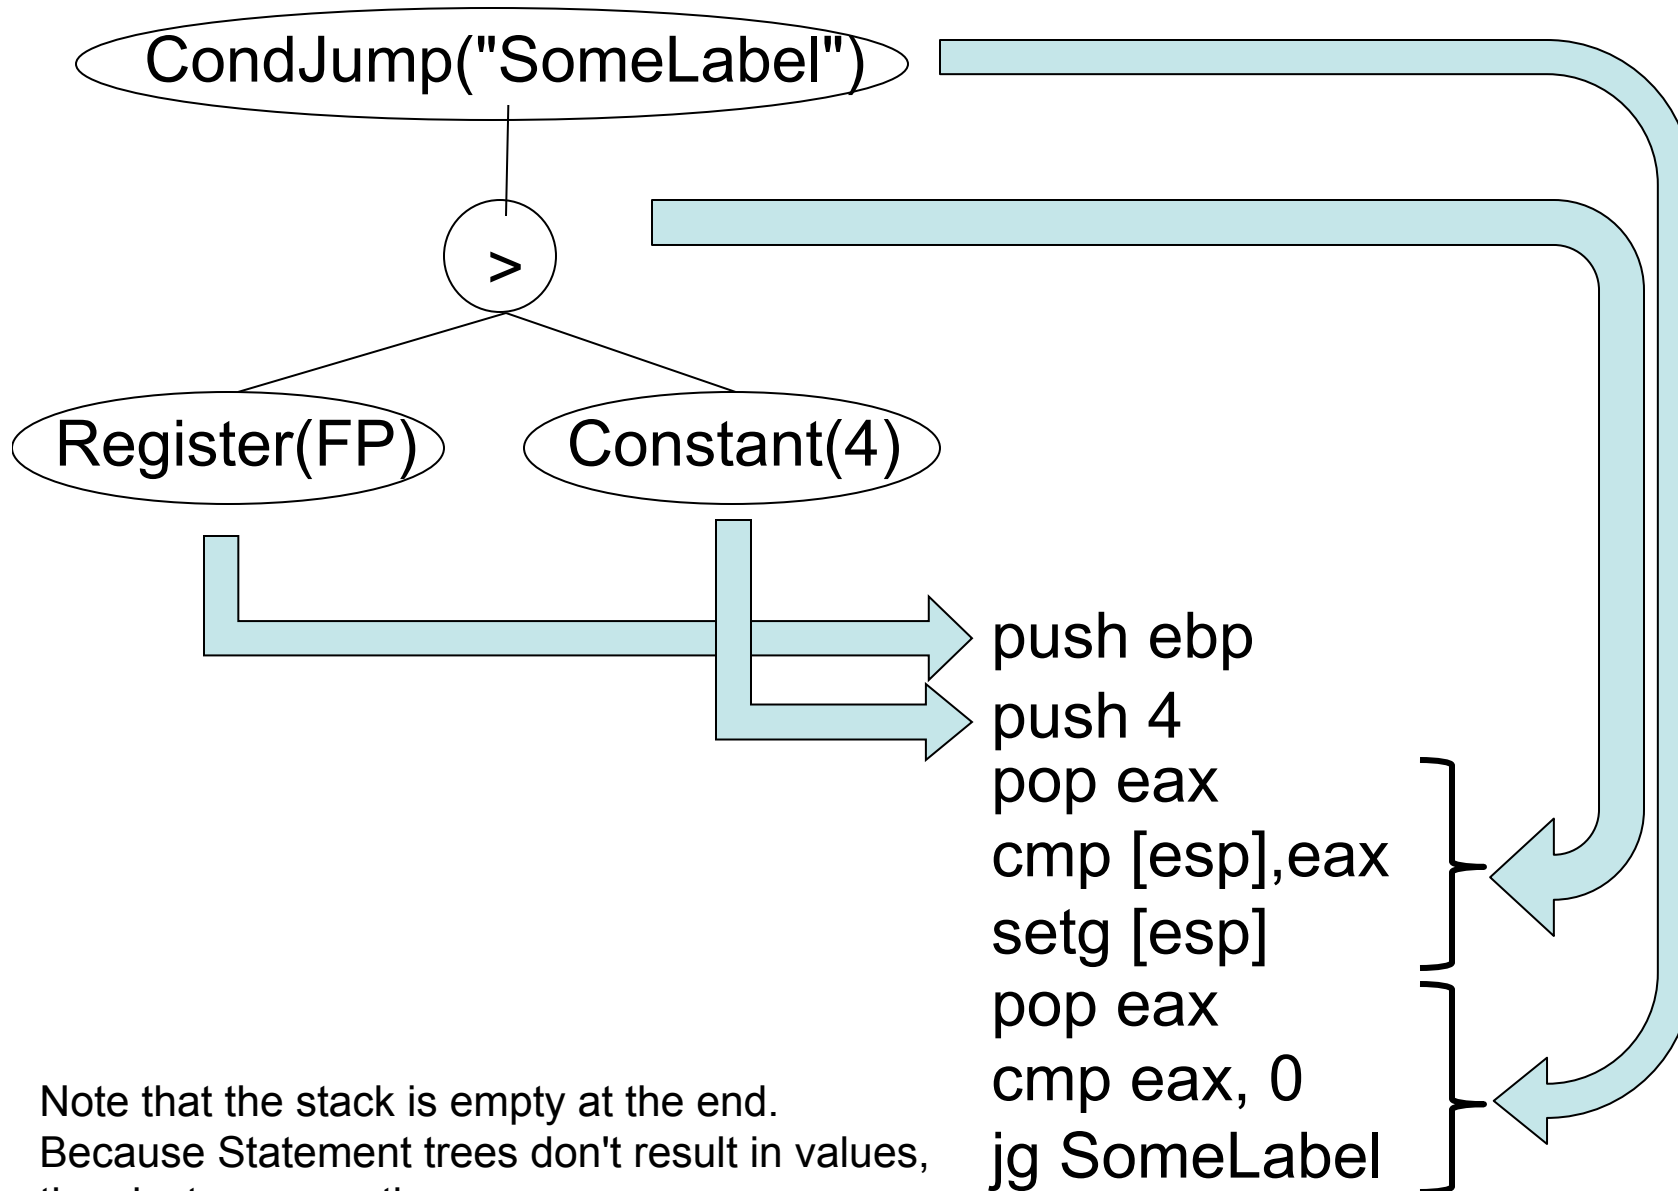 CondJump("SomeLabel")
>
Register(FP)
Constant(4)
push ebp
push 4
pop eax
cmp [esp],eax
setg [esp]
pop eax
cmp eax, 0
jg SomeLabel
Note that the stack is empty at the end.
Because Statement trees don't result in values,